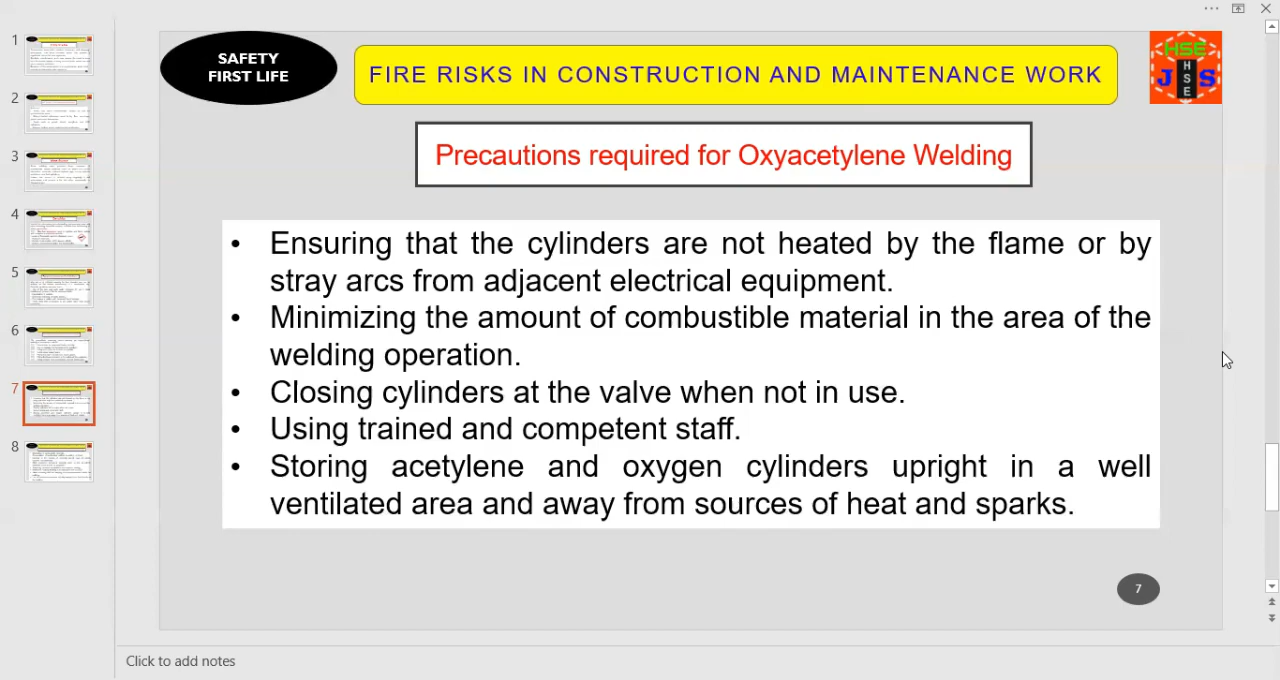 1
2
3
4
5
6
7
8
SAFETY
FIRST LIFE
FIRE RISKS IN CONSTRUCTION AND MAINTENANCE WORK
HSE
J HSE S
Precautions required for Oxyacetylene Welding
• Ensuring that the cylinders are not heated by the flame or by
stray arcs from adjacent electrical equipment.
• Minimizing the amount of combustible material in the area of the
welding operation.
• Closing cylinders at the valve when not in use.
• Using trained and competent staff.
• Storing acetylene and oxygen cylinders upright in a well
ventilated area and away from sources of heat and sparks.
7
Click to add notes